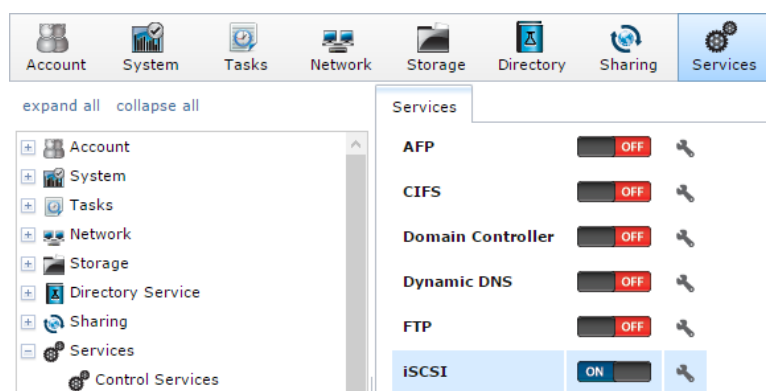 Account System Tasks Network Storage Directory Sharing Services
expand all collapse all
Account
System
Tasks
Network
Storage
Directory Service
Sharing
Services
Control Services
Services
AFP OFF
CIFS OFF
Domain Controller OFF
Dynamic DNS OFF
FTP OFF
iSCSI ON